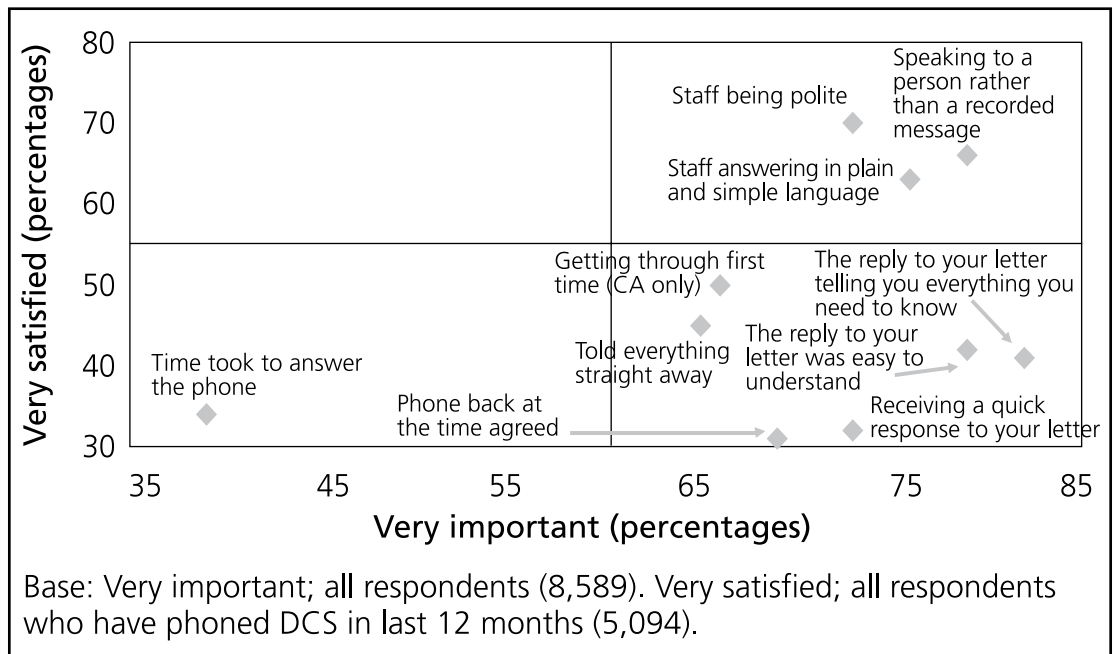 Very satisfied (percentages)
80
70
60
50
40
30
Speaking to a
person rather
than a recorded
message
Staff being polite
Staff answering in plain
and simple language
Getting through first
time (CA only)
The reply to your letter
telling you everything you
need to know
Told everything
straight away
The reply to your
letter was easy to
understand
Time took to answer
the phone
Phone back at
the time agreed
Receiving a quick
response to your letter
35
45
55
65
75
85
Very important (percentages)
Base: Very important; all respondents (8,589). Very satisfied; all respondents
who have phoned DCS in last 12 months (5,094).